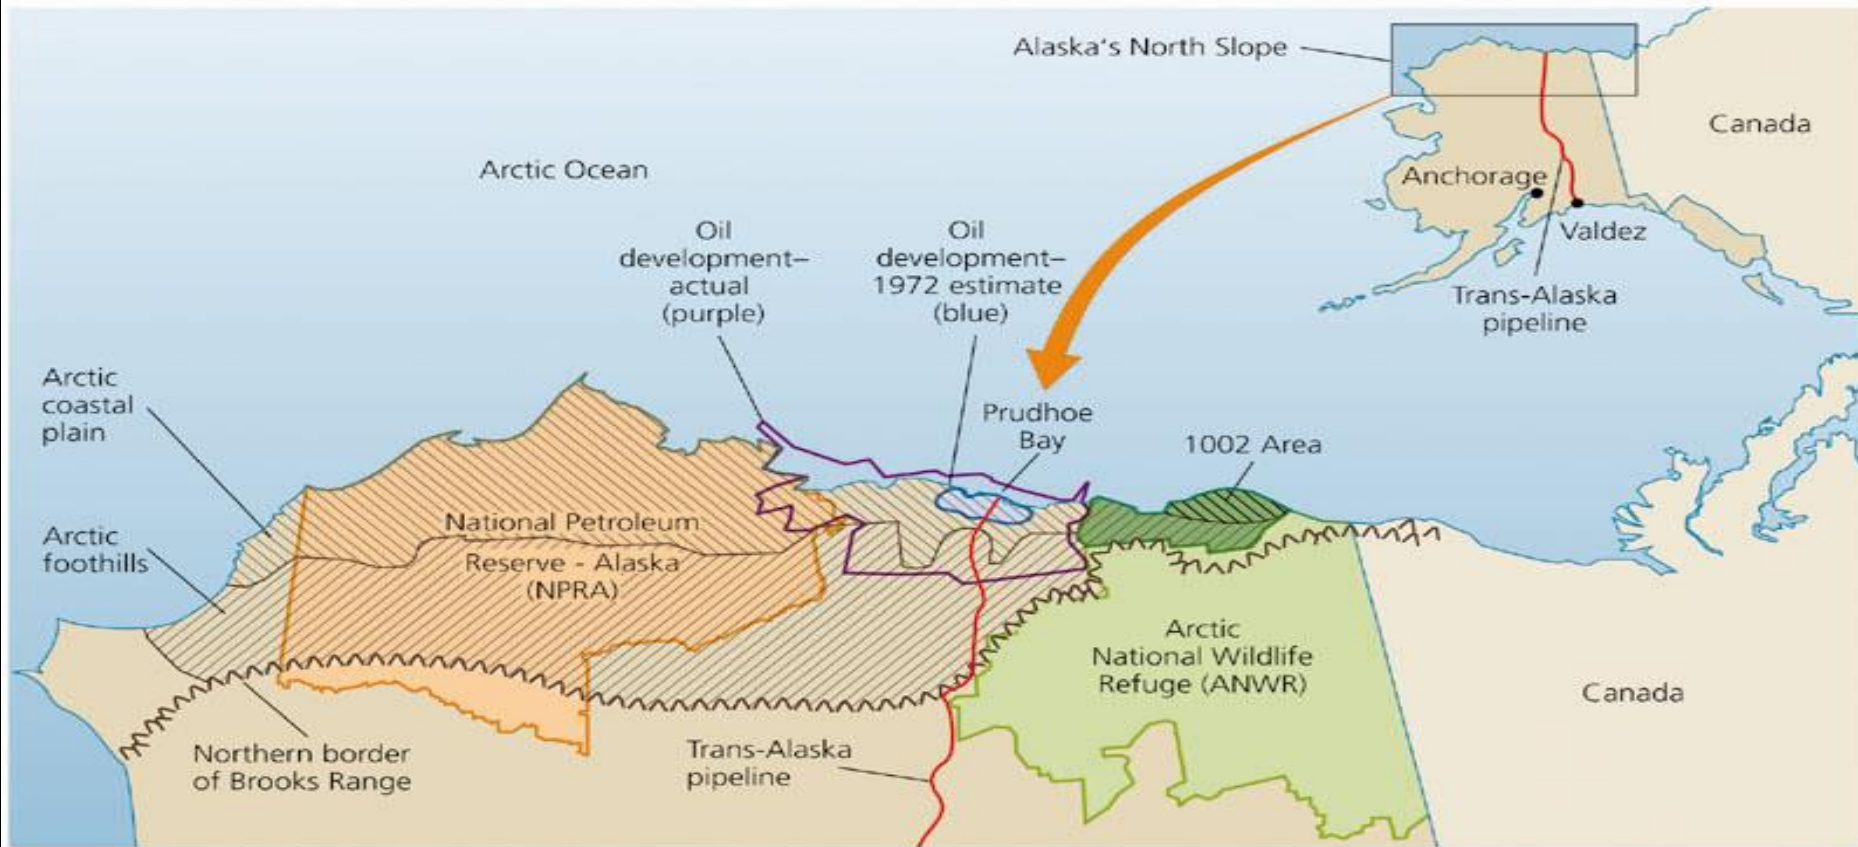 Alaska's North Slope
Canada
Arctic Ocean
Anchorage
Valdez
Oil
development–
actual
(purple)
Oil
development–
1972 estimate
(blue)
Trans-Alaska
pipeline
Arctic
coastal
plain
Prudhoe
Bay
1002 Area
National Petroleum
Reserve - Alaska
(NPRA)
Arctic
foothills
Arctic
National Wildlife
Refuge (ANWR)
Canada
Northern border
of Brooks Range
Trans-Alaska
pipeline